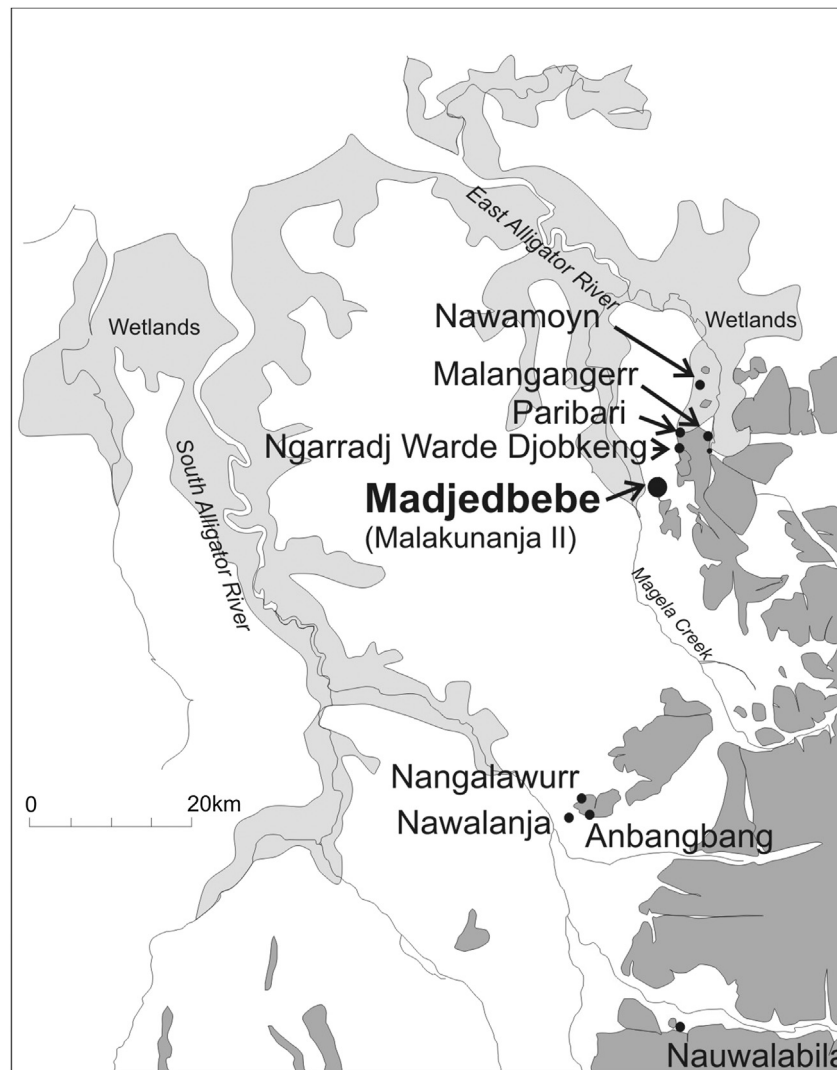 East Alligator River
Nawamoyn
Wetlands
Wetlands
Malangangerr
Paribari
Ngarradj Warde Djobkeng
Madjedbebe
(Malakunanja II)
South Alligator River
Magela Creek
Nangalawurr
0 20km
Nawalanja
Anbangbang
Nauwalabila